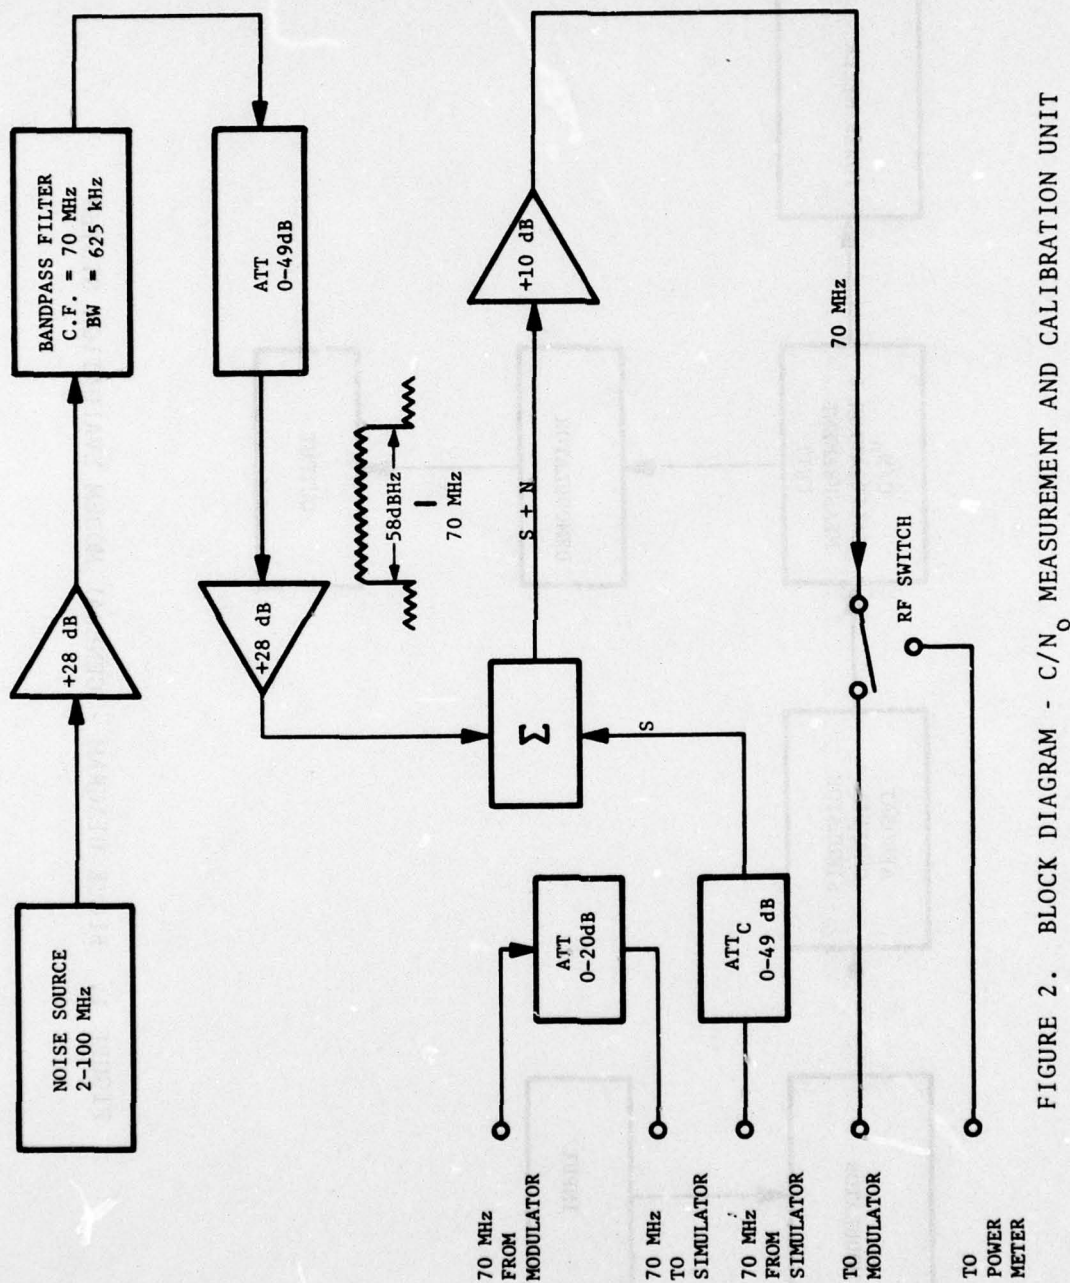 NOISE SOURCE
2-100 MHz
+28 dB
BANDPASS FILTER
C.F. = 70 MHz
BW = 625 kHz
ATT
0-49dB
+28 dB
58dBHz
70 MHz
Σ
S + N
+10 dB
S
70 MHz
FROM
MODULATOR
ATT
0-20dB
70 MHz
TO
SIMULATOR
70 MHz
FROM
SIMULATOR
ATTC
0-49 dB
70 MHz
RF SWITCH
TO
MODULATOR
TO
POWER
METER
FIGURE 2. BLOCK DIAGRAM - C/No MEASUREMENT AND CALIBRATION UNIT